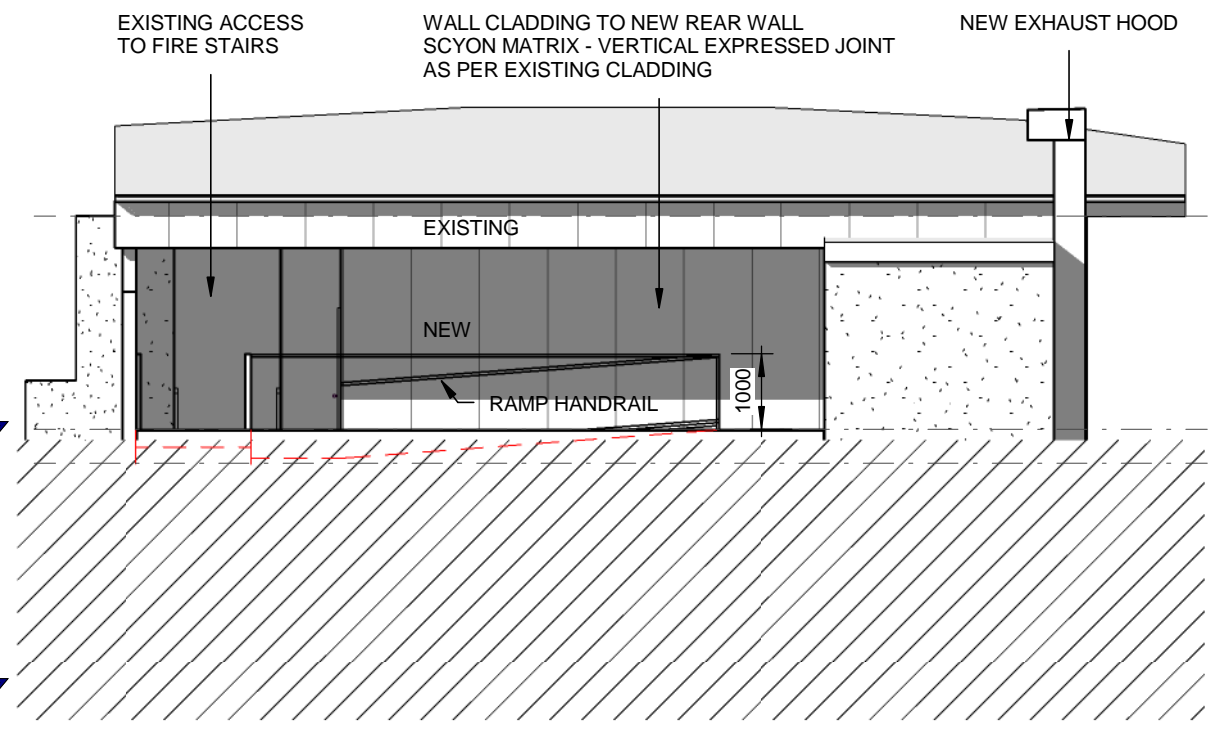 EXISTING ACCESS
TO FIRE STAIRS
WALL CLADDING TO NEW REAR WALL
SCYON MATRIX - VERTICAL EXPRESSED JOINT
AS PER EXISTING CLADDING
NEW EXHAUST HOOD
EXISTING
NEW
RAMP HANDRAIL
1000